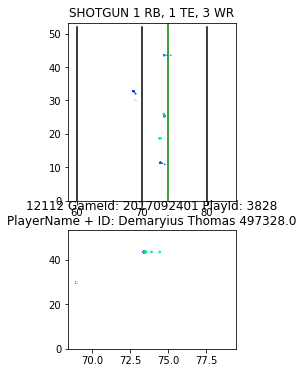 SHOTGUN 1 RB, 1 TE, 3 WR
50
40
30
20
10
0
60 70 80
12112 GameId: 2017092401 PlayId: 3828
PlayerName + ID: Demaryius Thomas 497328.0
40
20
0
70.0 72.5 75.0 77.5